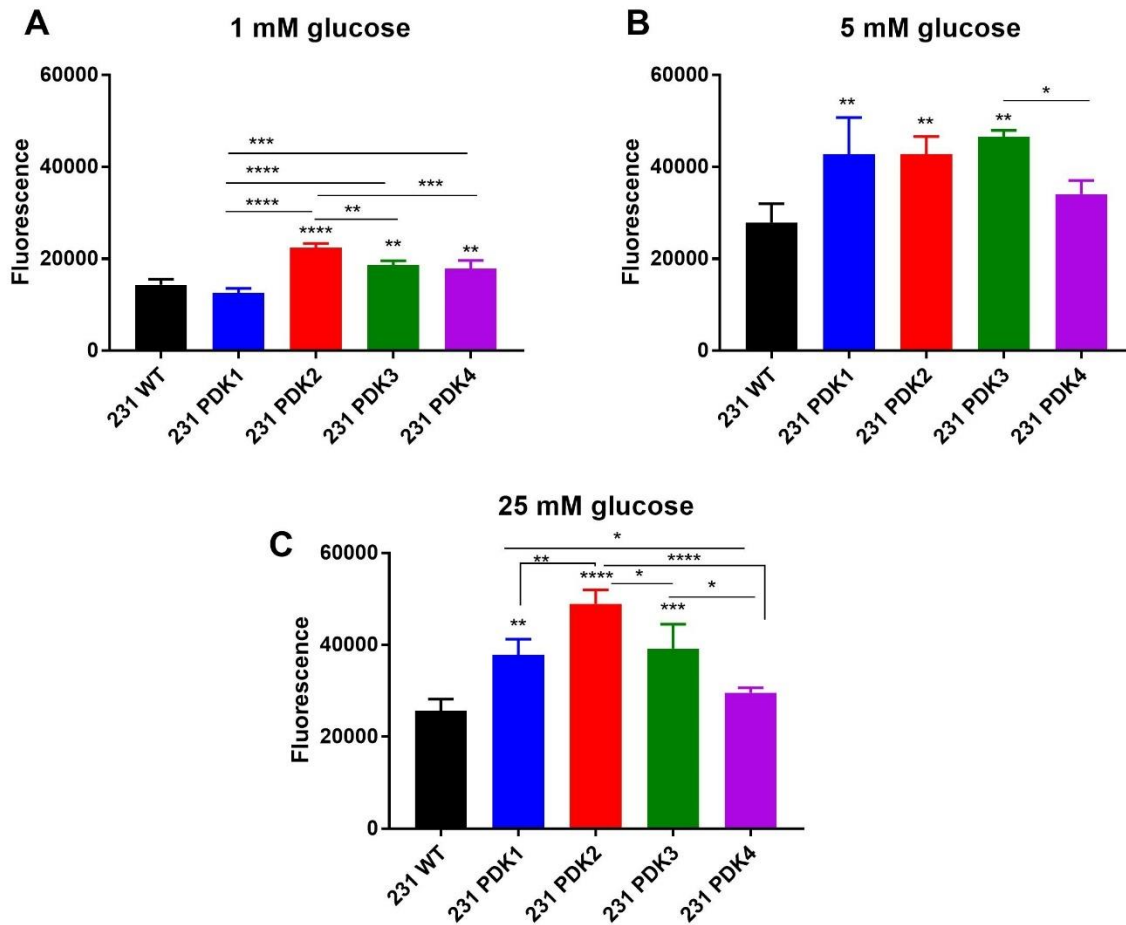 A
1 mM glucose
Fluorescence
60000
40000
20000
0
***
****
***
****
**
****
**
**
231 WT
231 PDK1
231 PDK2
231 PDK3
231 PDK4
B
5 mM glucose
Fluorescence
60000
40000
20000
0
*
**
**
**
231 WT
231 PDK1
231 PDK2
231 PDK3
231 PDK4
C
25 mM glucose
Fluorescence
60000
40000
20000
0
*
**
****
****
*
*
**
***
231 WT
231 PDK1
231 PDK2
231 PDK3
231 PDK4